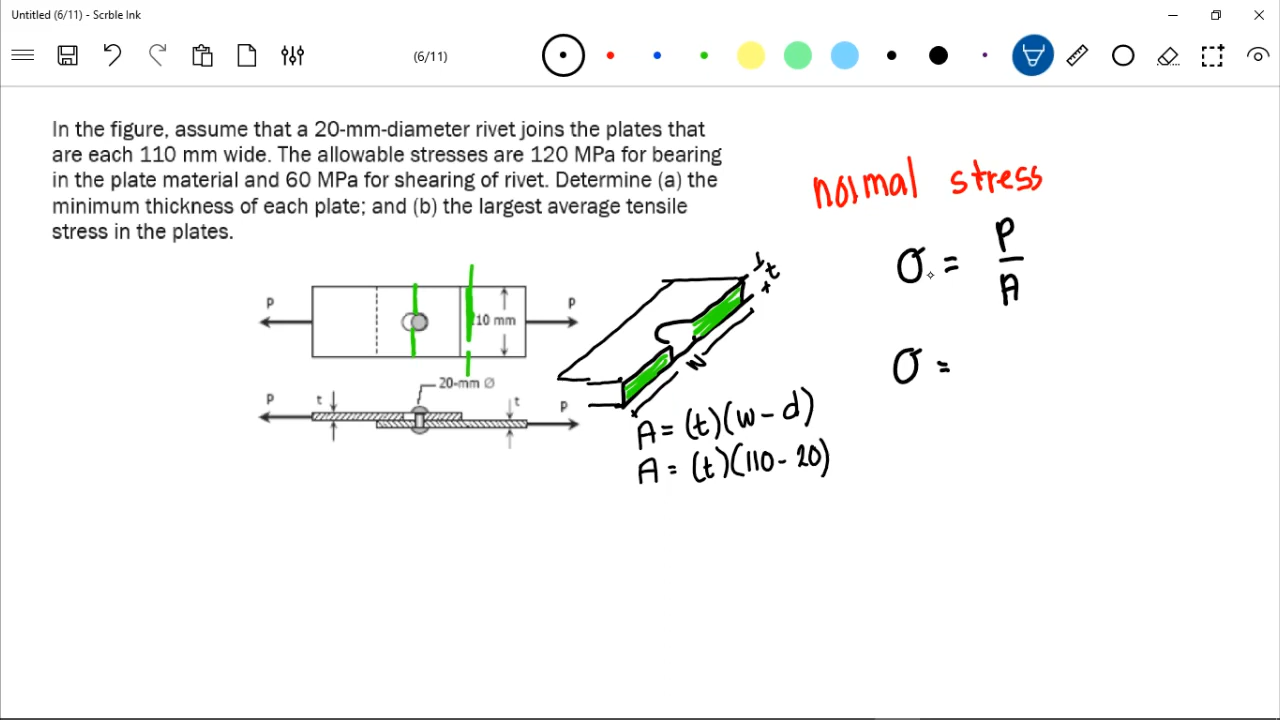 Untitled (6/11) - Scrble Ink
(6/11)
In the figure, assume that a 20-mm-diameter rivet joins the plates that
are each 110 mm wide. The allowable stresses are 120 MPa for bearing
in the plate material and 60 MPa for shearing of rivet. Determine (a) the
minimum thickness of each plate; and (b) the largest average tensile
stress in the plates.
normal stress
σ = P
A
σ =
P
P
10 mm
20-mm Ø
P
t
t
P
t
w
A = (t)(w - d)
A = (t)(110 - 20)